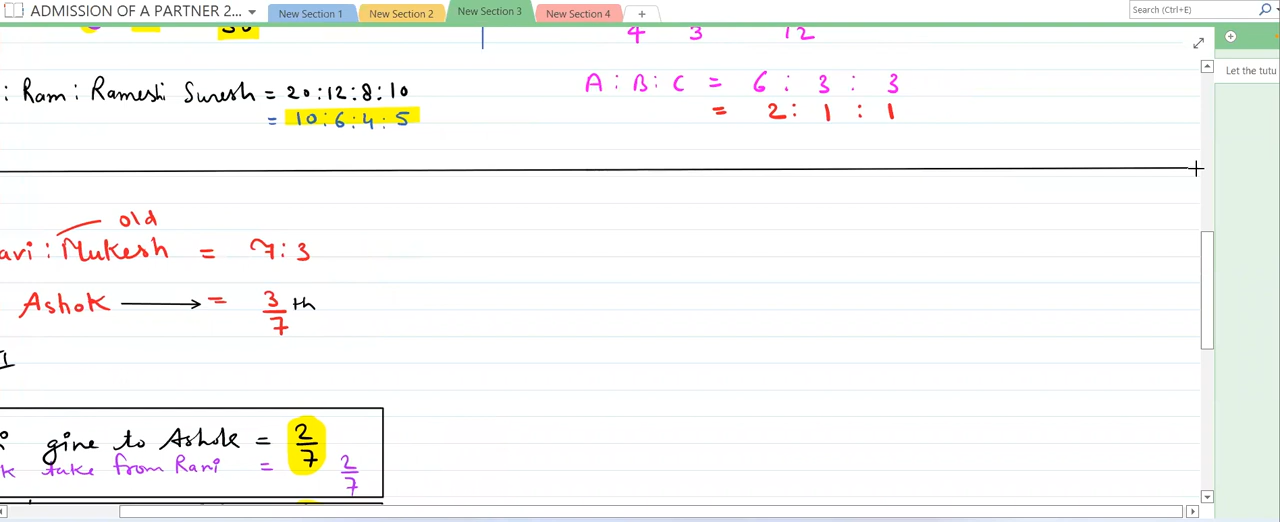 ADMISSION OF A PARTNER 2...
New Section 1
New Section 2
New Section 3
New Section 4
+
Search (Ctrl+E)
4 3 12
: Ram : Ramesh Suresh = 20:12:8:10
= 10:6:4:5
A : B : C = 6 : 3 : 3
= 2 : 1 : 1
Let the tutu
old
avi : Mukesh = 7:3
Ashok = 3/7 th
I
give to Ashok = 2/7
k take from Rani = 2/7